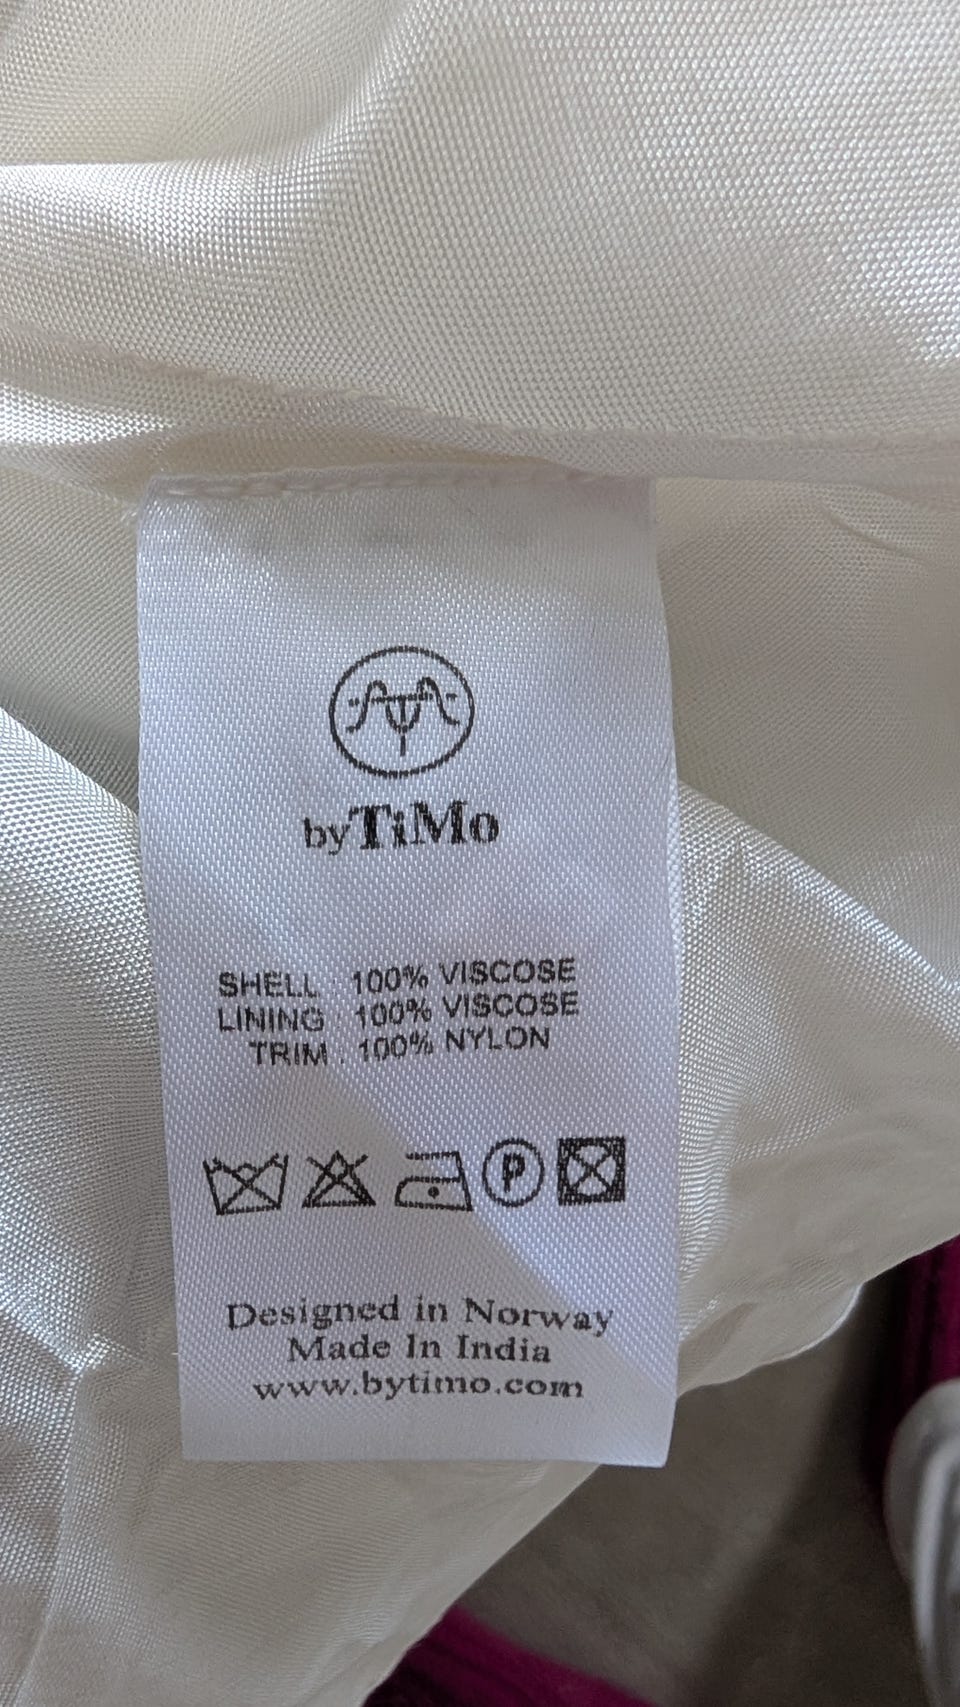 byTiMo
SHELL : 100% VISCOSE
LINING : 100% VISCOSE
TRIM : 100% NYLON
P
Designed in Norway
Made In India
www.bytimo.com